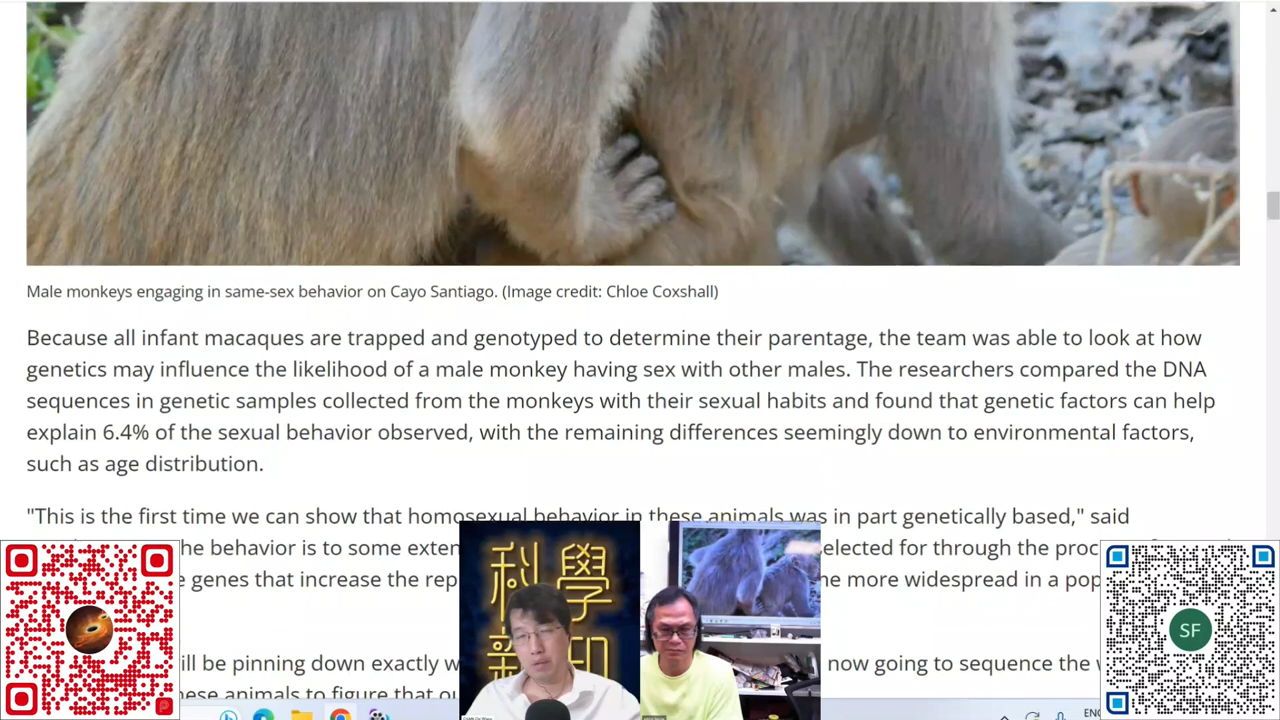 Male monkeys engaging in same-sex behavior on Cayo Santiago. (Image credit: Chloe Coxshall)
Because all infant macaques are trapped and genotyped to determine their parentage, the team was able to look at how
genetics may influence the likelihood of a male monkey having sex with other males. The researchers compared the DNA
sequences in genetic samples collected from the monkeys with their sexual habits and found that genetic factors can help
explain 6.4% of the sexual behavior observed, with the remaining differences seemingly down to environmental factors,
such as age distribution.
"This is the first time we can show that homosexual behavior in these animals was in part genetically based," said
he behavior is to some exten elected for through the proc
e genes that increase the rep e more widespread in a pop
ill be pinning down exactly w now going to sequence the
hese animals to figure that ou
科學
SF